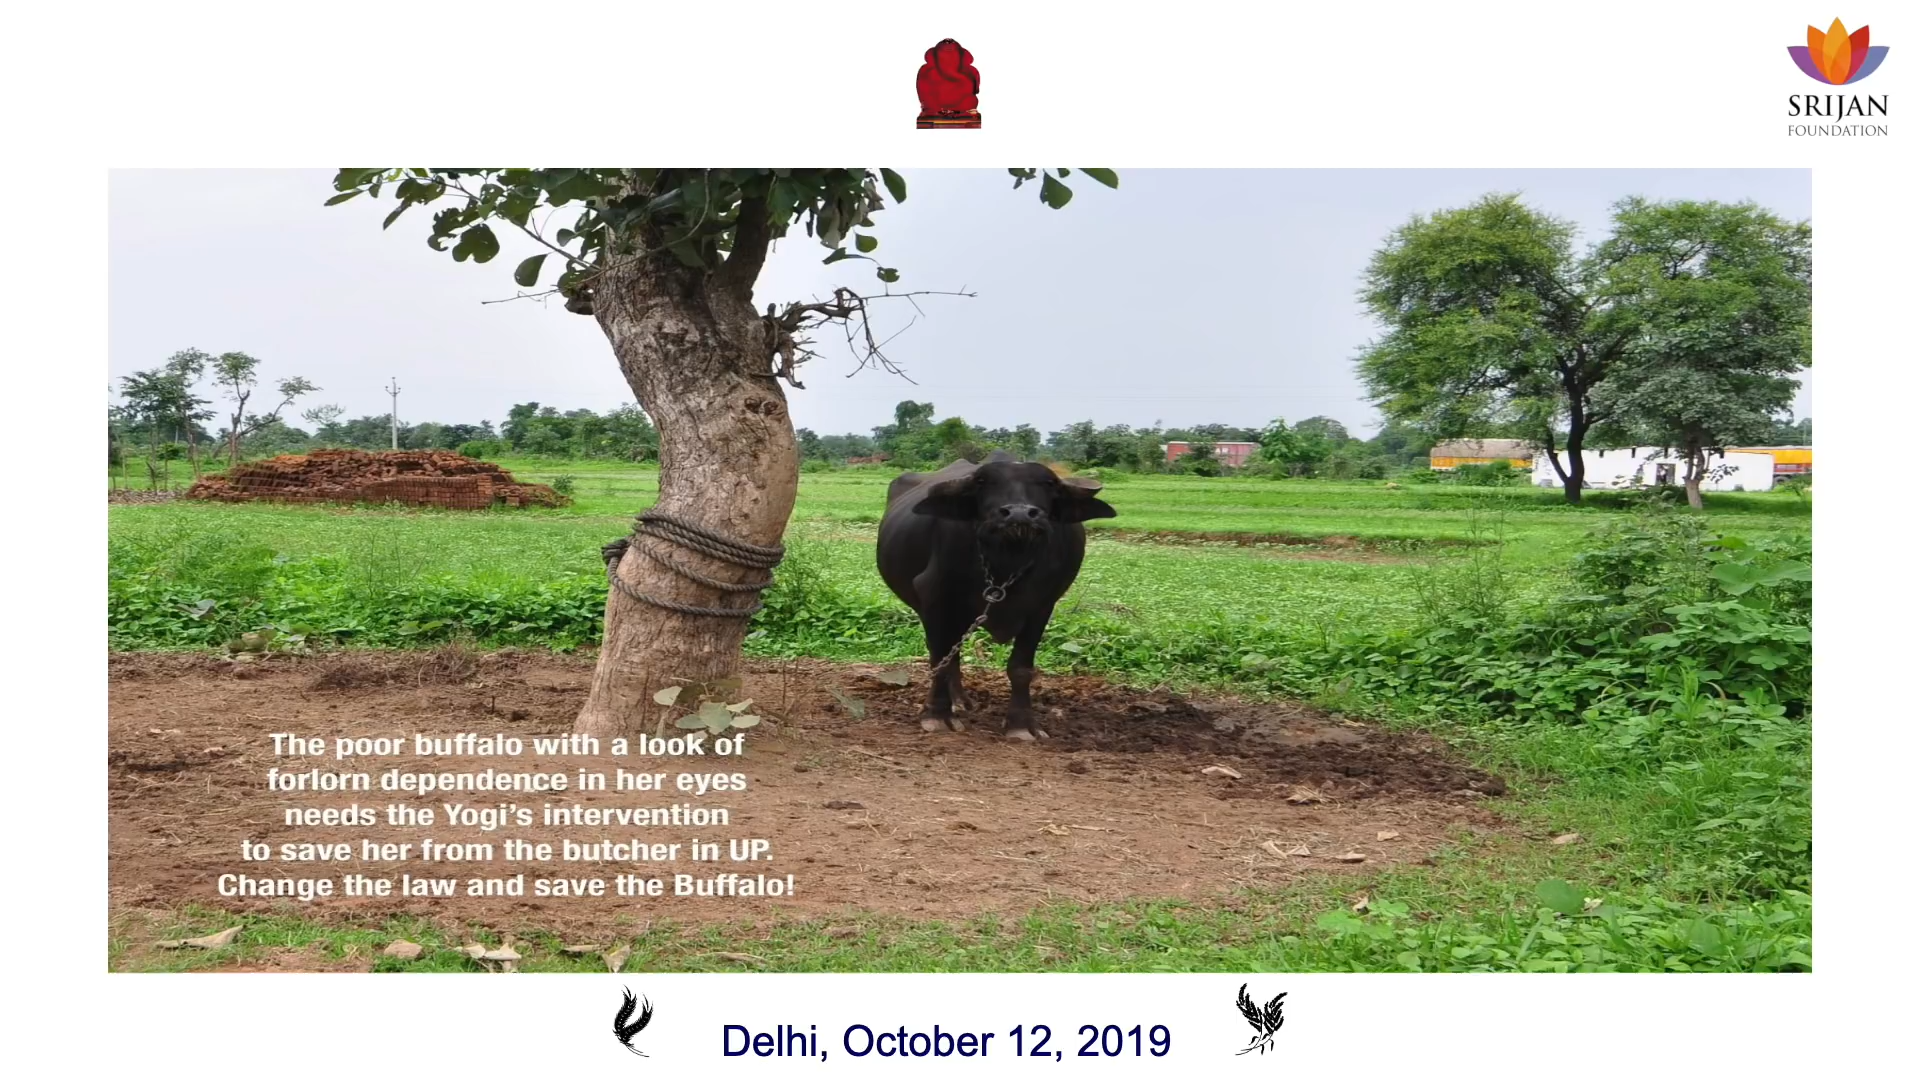 SRIJAN
FOUNDATION
The poor buffalo with a look of
forlorn dependence in her eyes
needs the Yogi's intervention
to save her from the butcher in UP.
Change the law and save the Buffalo!
Delhi, October 12, 2019